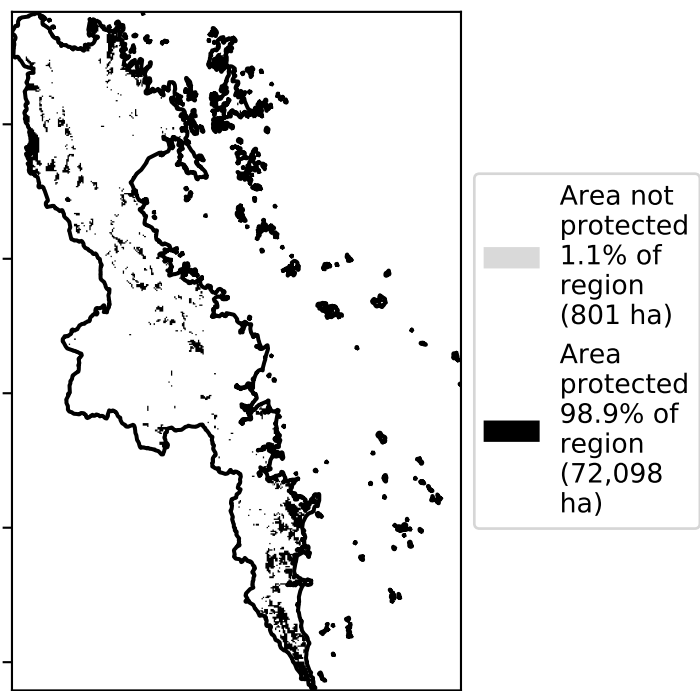 Area not
protected
1.1% of
region
(801 ha)
Area
protected
98.9% of
region
(72,098
ha)